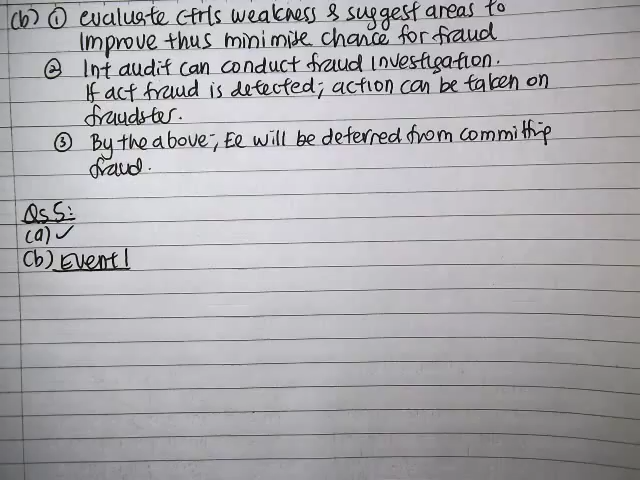 (b) ① evaluate ctrls weakness & suggest areas to
improve thus minimise chance for fraud
② Int audit can conduct fraud investigation.
If act fraud is detected; action can be taken on
fraudster.
③ By the above, Ee will be deterred from committing
fraud.
Qs 5:
(a) ✓
(b) Event 1